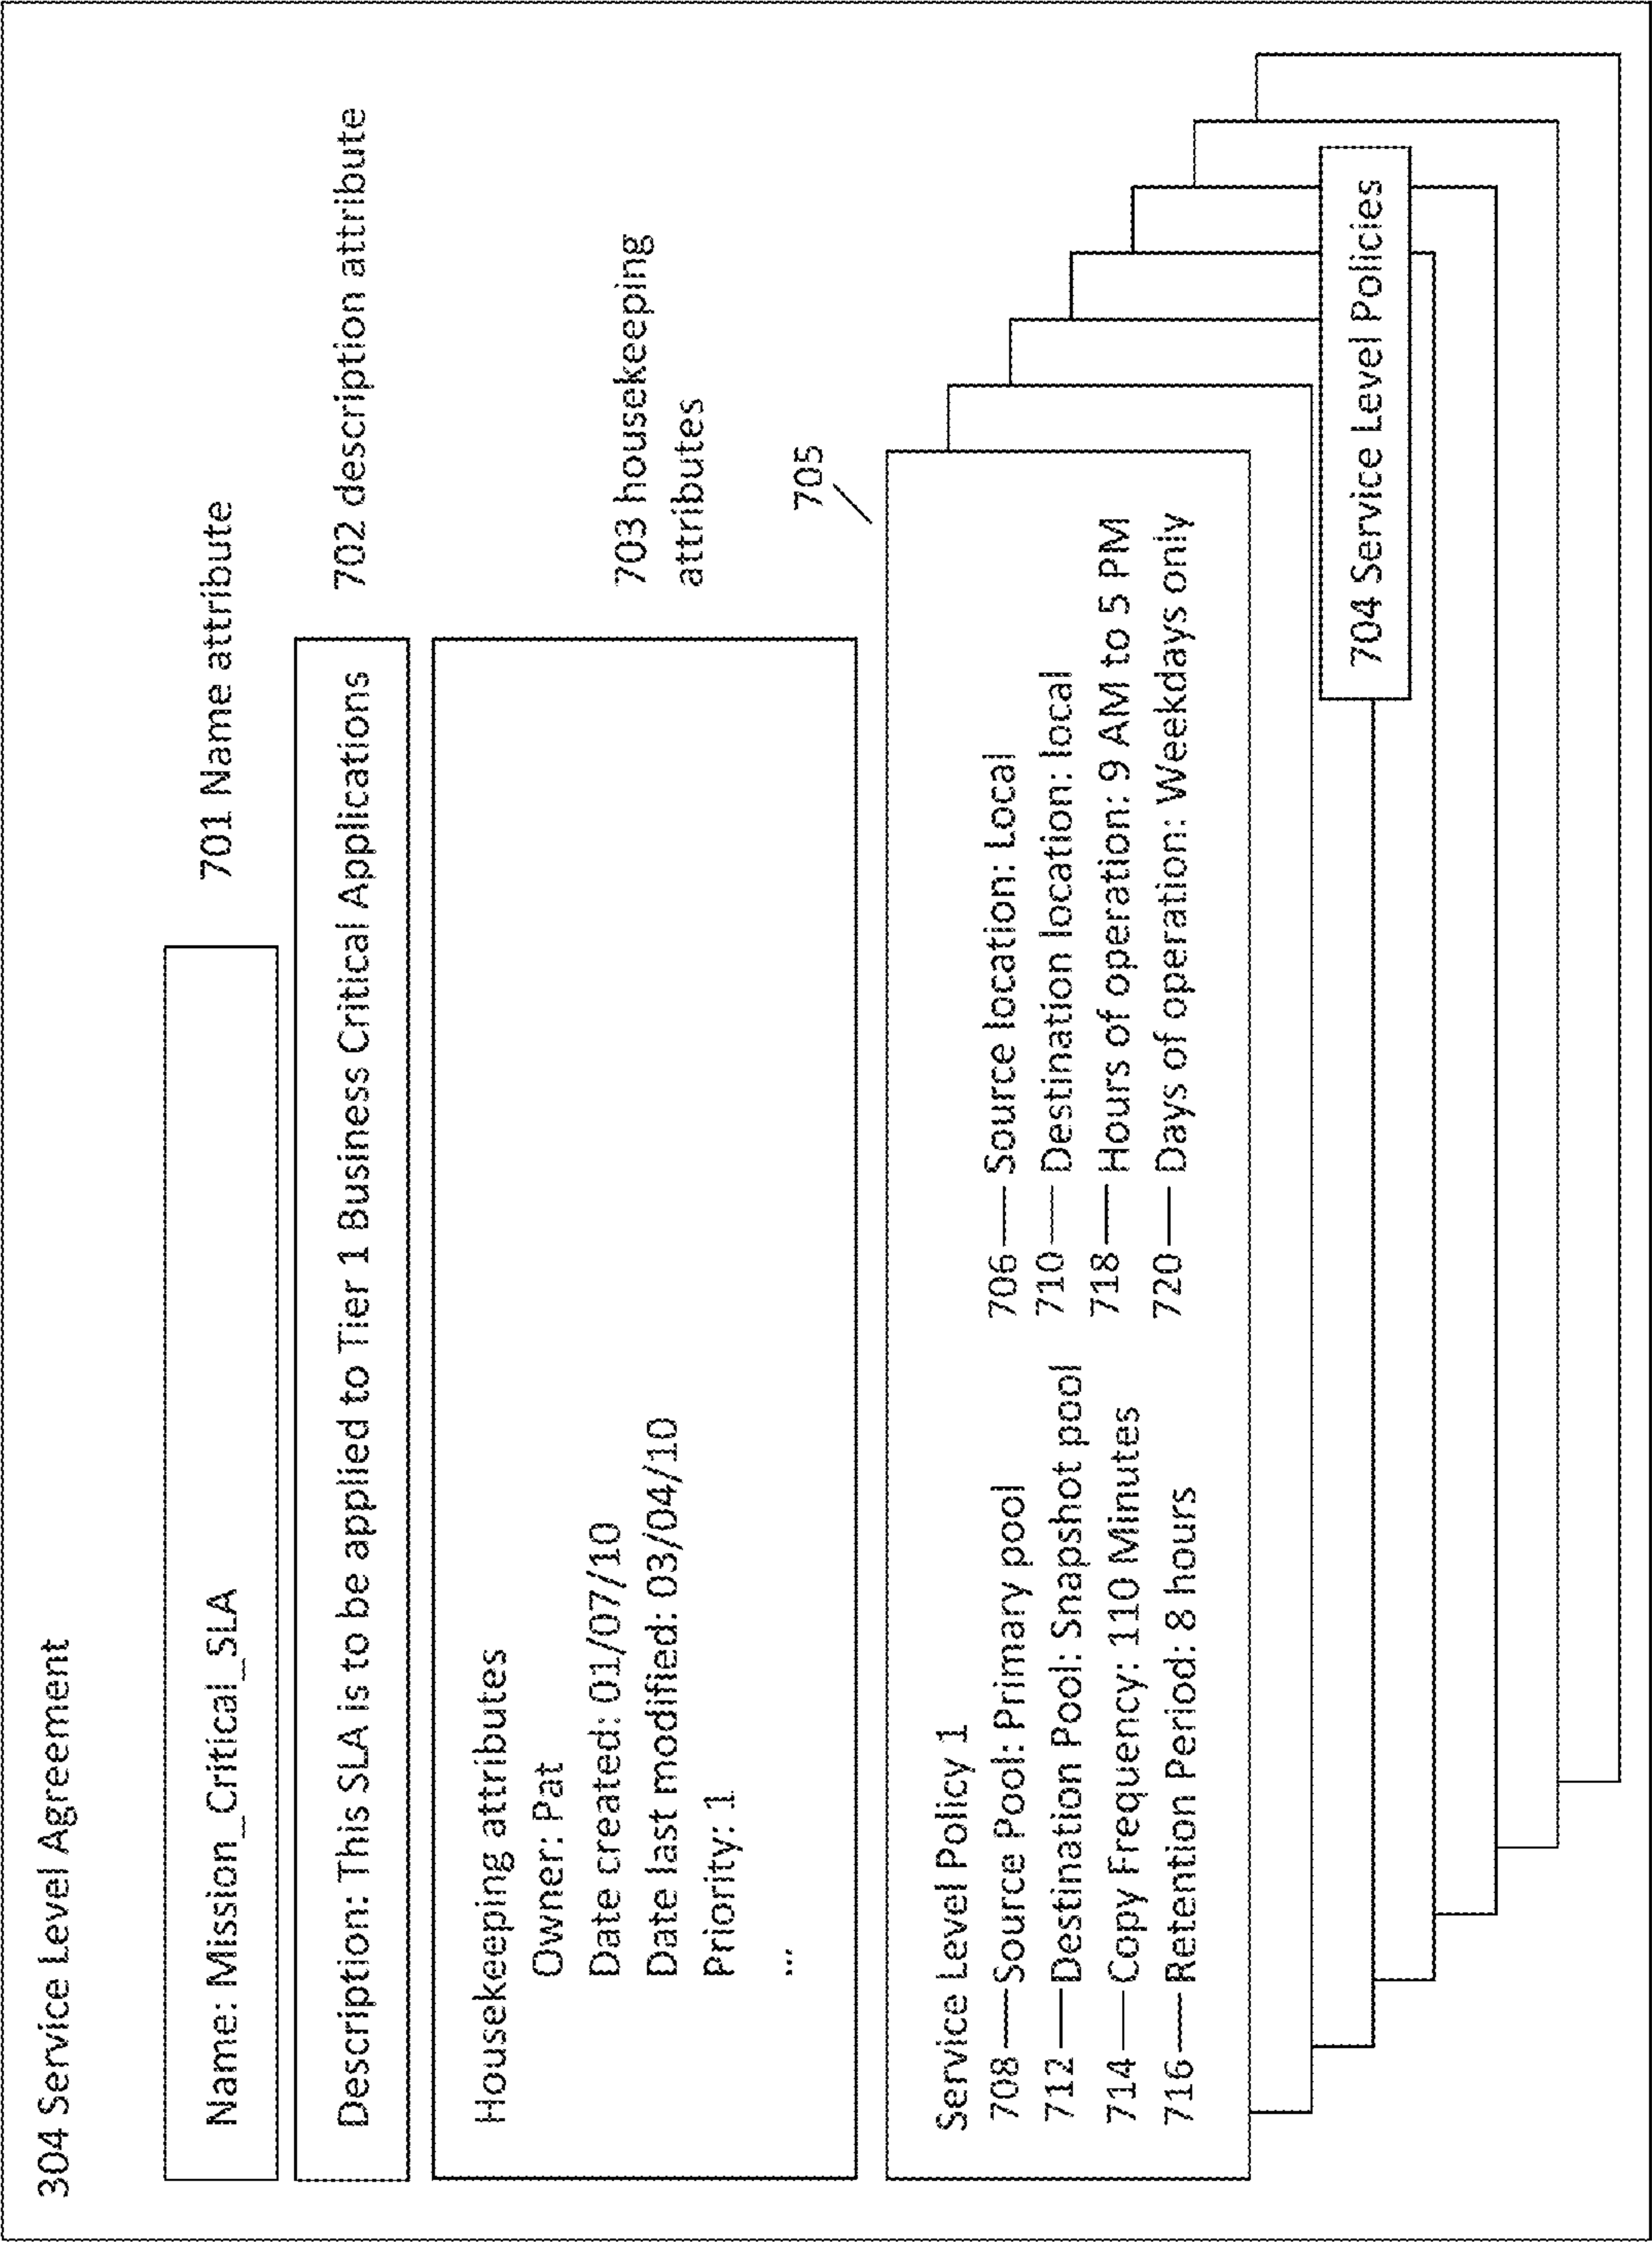 304 Service Level Agreement
Name: Mission_Critical_SLA
701 Name attribute
Description: This SLA is to be applied to Tier 1 Business Critical Applications
702 description attribute
Housekeeping attributes
Owner: Pat
Date created: 01/07/10
Date last modified: 03/04/10
Priority: 1
...
703 housekeeping
attributes
705
Service Level Policy 1
708 Source Pool: Primary pool
712 Destination Pool: Snapshot pool
714 Copy Frequency: 110 Minutes
716 Retention Period: 8 hours
706 Source location: Local
710 Destination location: local
718 Hours of operation: 9 AM to 5 PM
720 Days of operation: Weekdays only
704 Service Level Policies